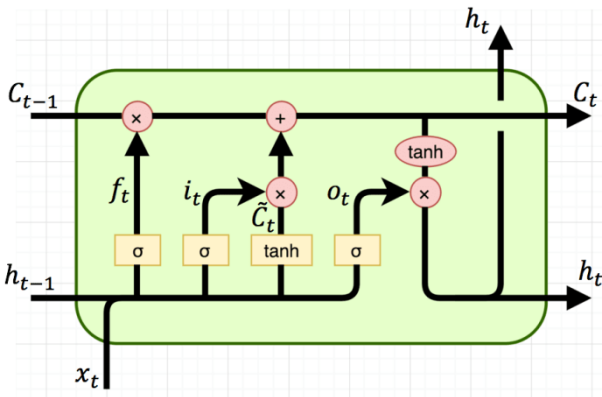 h_t
C_{t-1}
×
+
C_t
tanh
f_t
i_t
×
C̃_t
o_t
×
σ
σ
tanh
σ
h_{t-1}
h_t
x_t